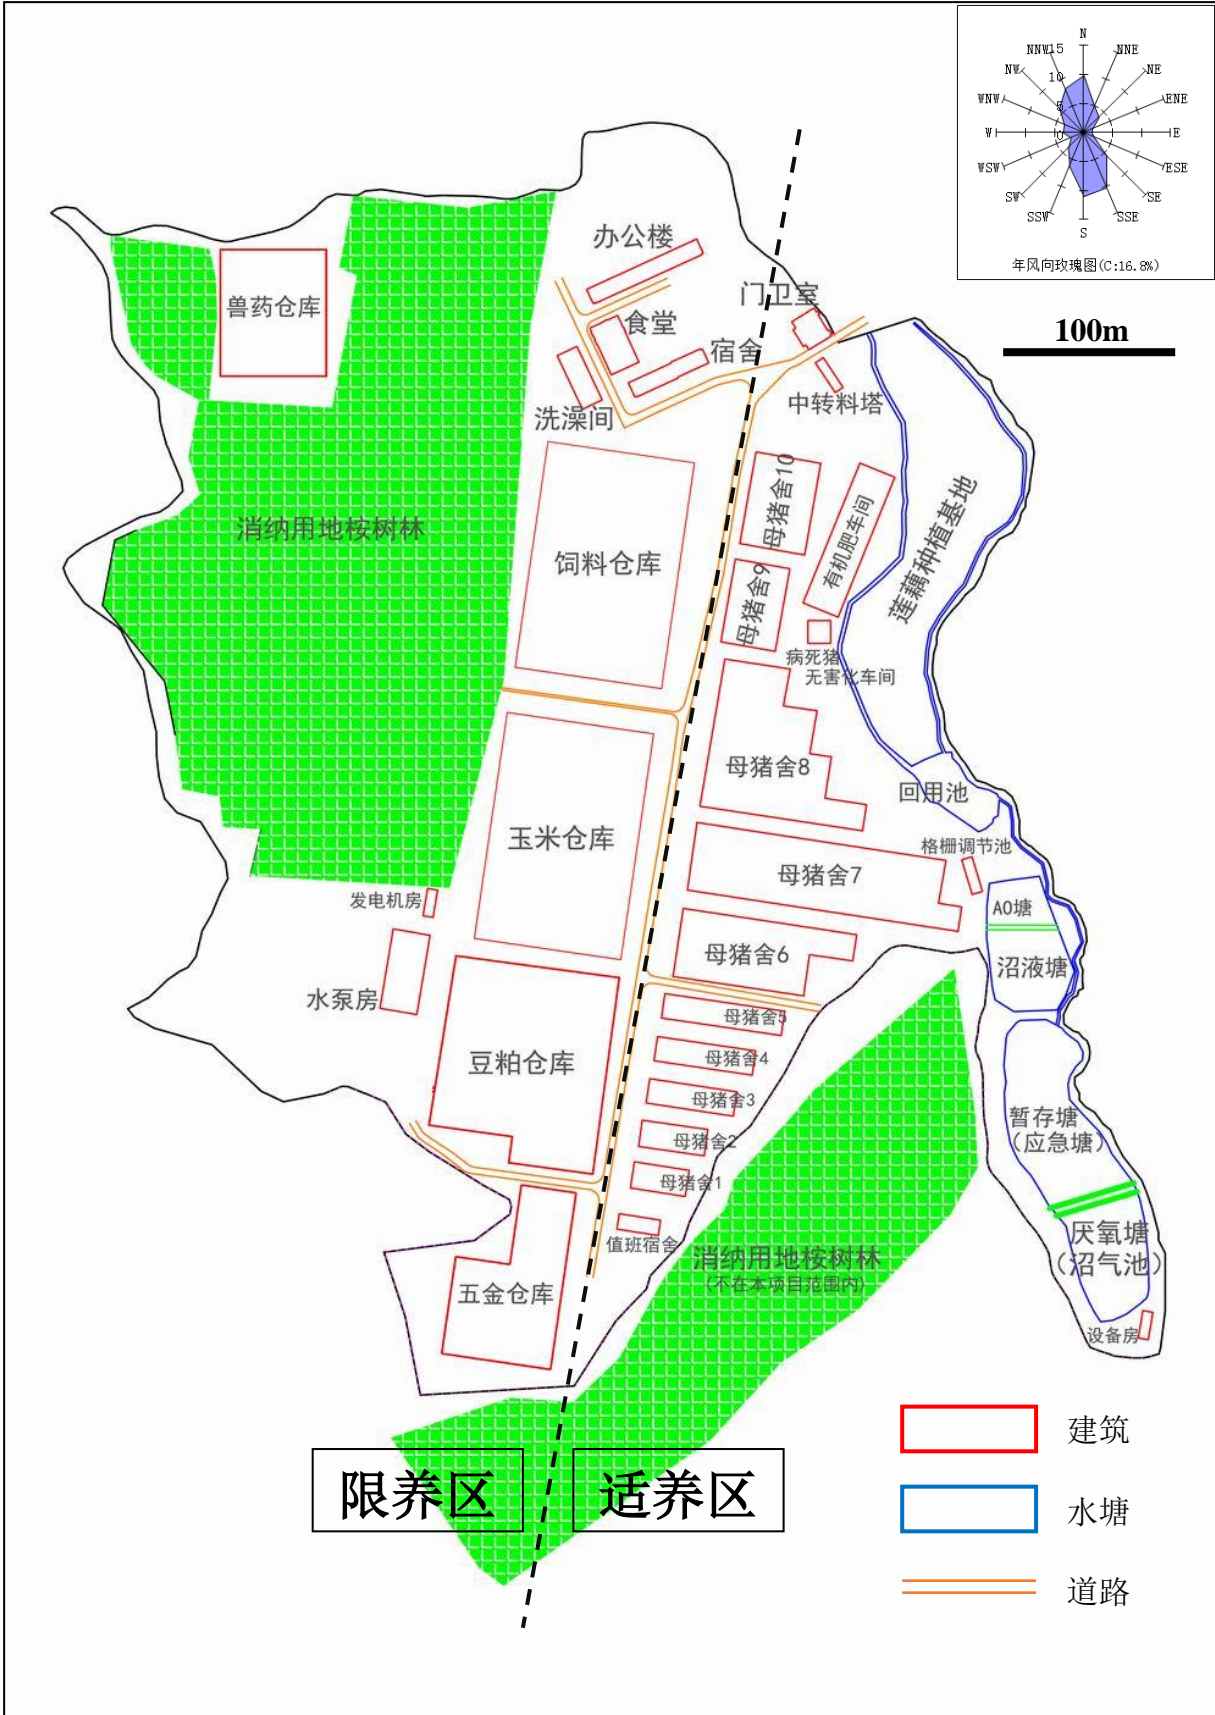 N
NNW
15
NNE
NW
10
NE
WNW
5
ENE
W
0
E
WSW
ESE
SW
SE
SSW
SSE
S
年风向玫瑰图(C:16.8%)
100m
办公楼
门卫室
兽药仓库
食堂
宿舍
中转料塔
洗澡间
母猪舍10
有机肥车间
莲藕种植基地
消纳用地桉树林
饲料仓库
母猪舍9
病死猪
无害化车间
母猪舍8
回用池
玉米仓库
格栅调节池
母猪舍7
发电机房
AO塘
母猪舍6
沼液塘
水泵房
母猪舍5
豆粕仓库
母猪舍4
母猪舍3
暂存塘
(应急塘)
母猪舍2
母猪舍1
厌氧塘
(沼气池)
值班宿舍
消纳用地桉树林
(不在本项目范围内)
五金仓库
设备房
限养区
适养区
建筑
水塘
道路